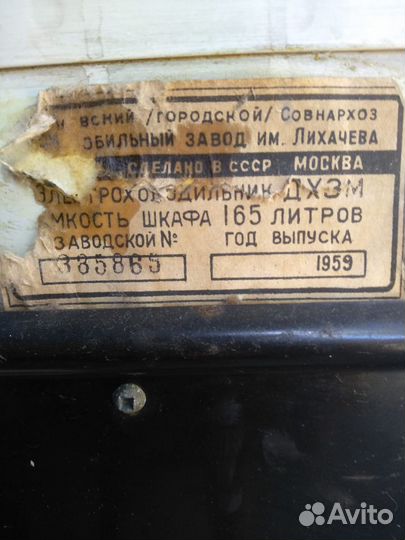 вский /городской/ Совнархоз
обильный завод им. Лихачева
Сделано в СССР Москва
электрохолодильник ДХ3М
мкость шкафа 165 литров
заводской № год выпуска
385865 1959
Avito